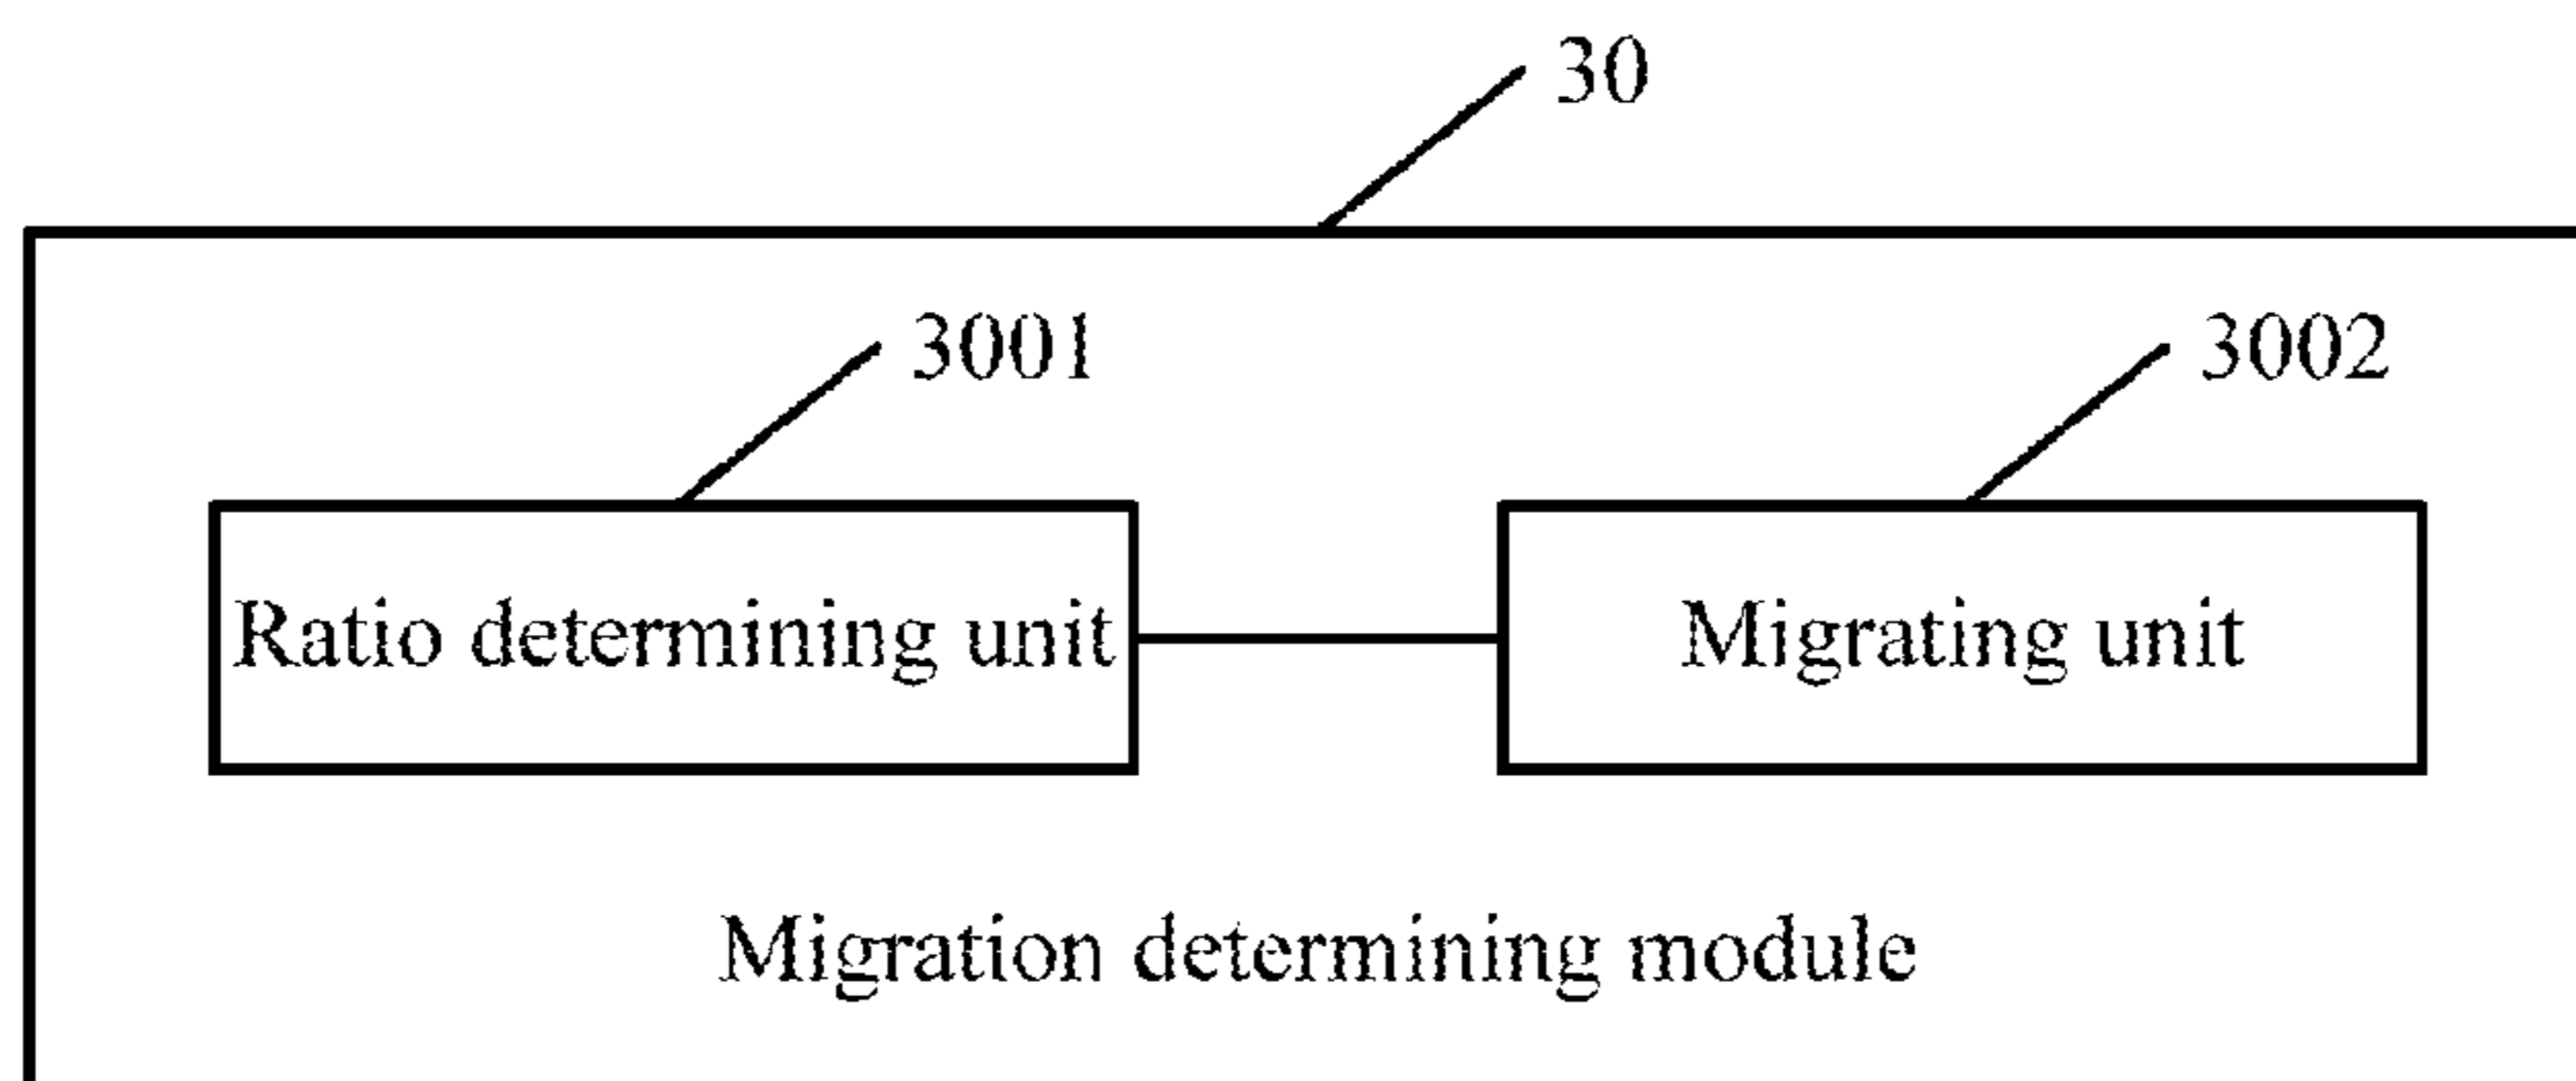 30
3001
3002
Ratio determining unit
Migrating unit
Migration determining module